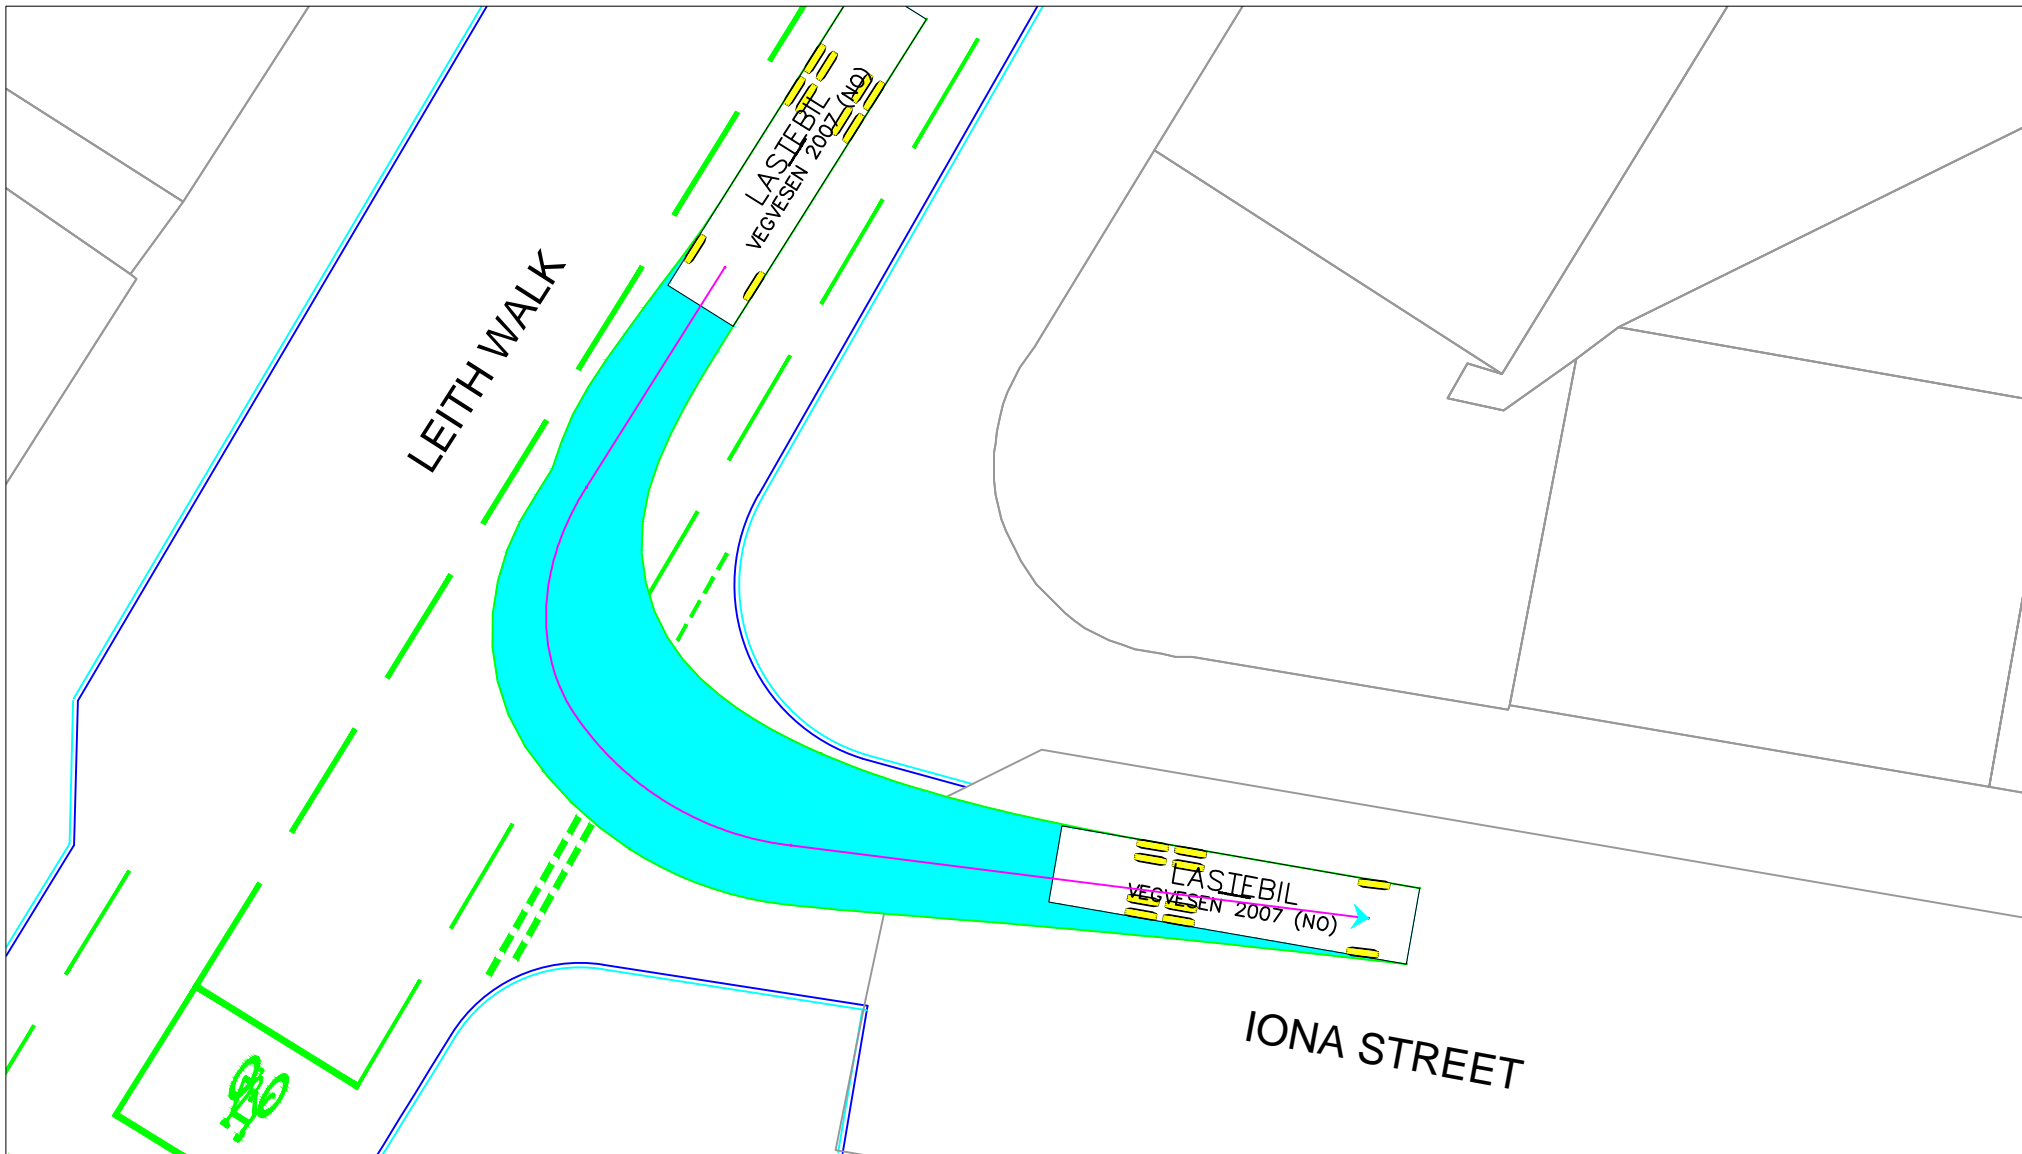 LASTEBIL
VEGVESEN 2007 (NO)
LEITH WALK
LASTEBIL
VEGVESEN 2007 (NO)
IONA STREET